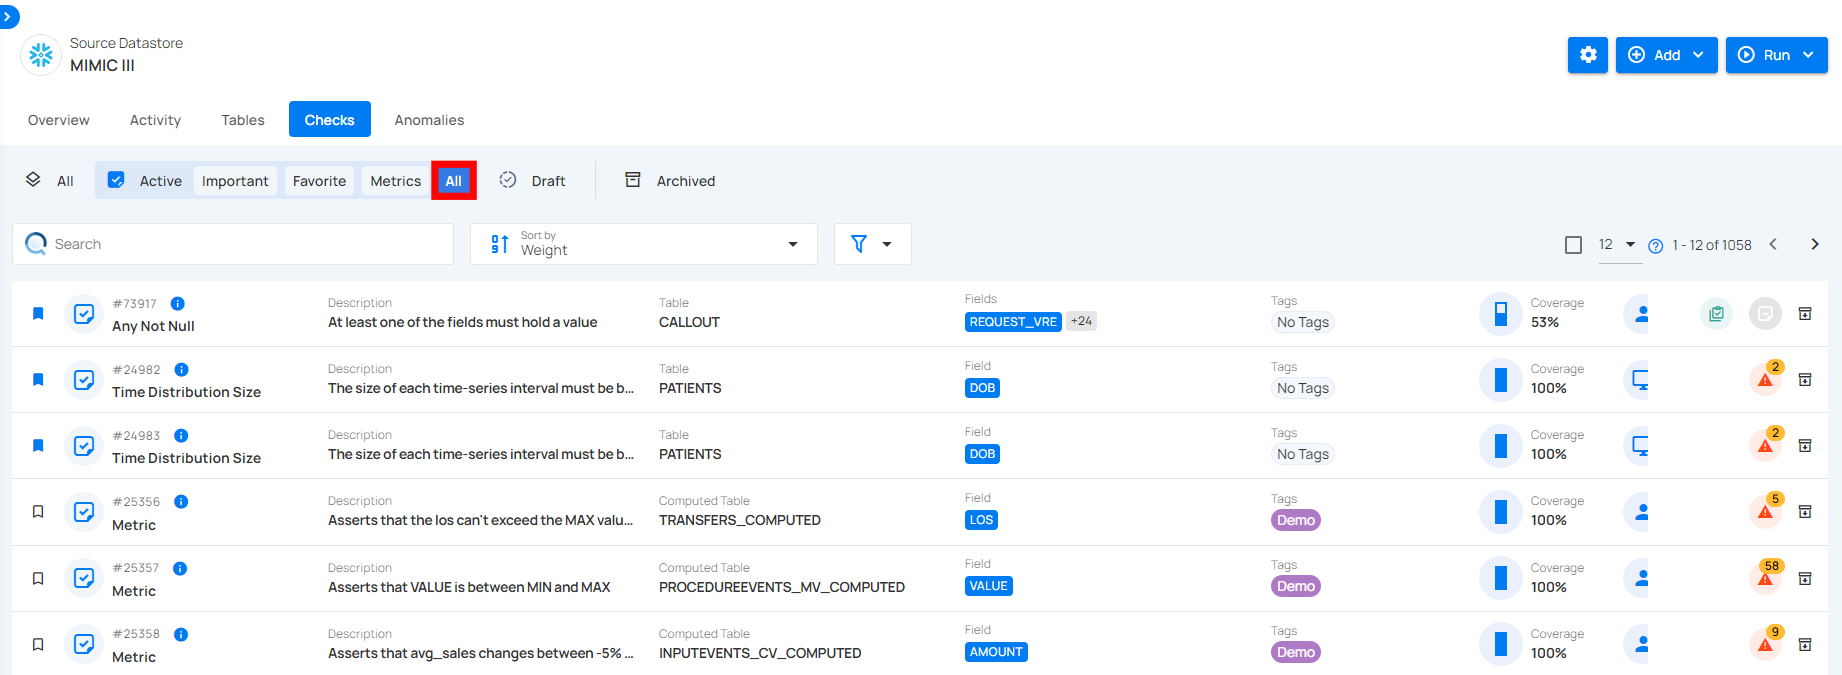 Source Datastore
MIMIC III
Add
Run
Overview
Activity
Tables
Checks
Anomalies
All
Active
Important
Favorite
Metrics
All
Draft
Archived
Search
Sort by
Weight
12
1 - 12 of 1058
#73917
Any Not Null
Description
At least one of the fields must hold a value
Table
CALLOUT
Fields
REQUEST_VRE +24
Tags
No Tags
Coverage
53%
#24982
Time Distribution Size
Description
The size of each time-series interval must be b...
Table
PATIENTS
Field
DOB
Tags
No Tags
Coverage
100%
2
#24983
Time Distribution Size
Description
The size of each time-series interval must be b...
Table
PATIENTS
Field
DOB
Tags
No Tags
Coverage
100%
2
#25356
Metric
Description
Asserts that the los can't exceed the MAX valu...
Computed Table
TRANSFERS_COMPUTED
Field
LOS
Tags
Demo
Coverage
100%
5
#25357
Metric
Description
Asserts that VALUE is between MIN and MAX
Computed Table
PROCEDUREEVENTS_MV_COMPUTED
Field
VALUE
Tags
Demo
Coverage
100%
58
#25358
Metric
Description
Asserts that avg_sales changes between -5% ...
Computed Table
INPUTEVENTS_CV_COMPUTED
Field
AMOUNT
Tags
Demo
Coverage
100%
9